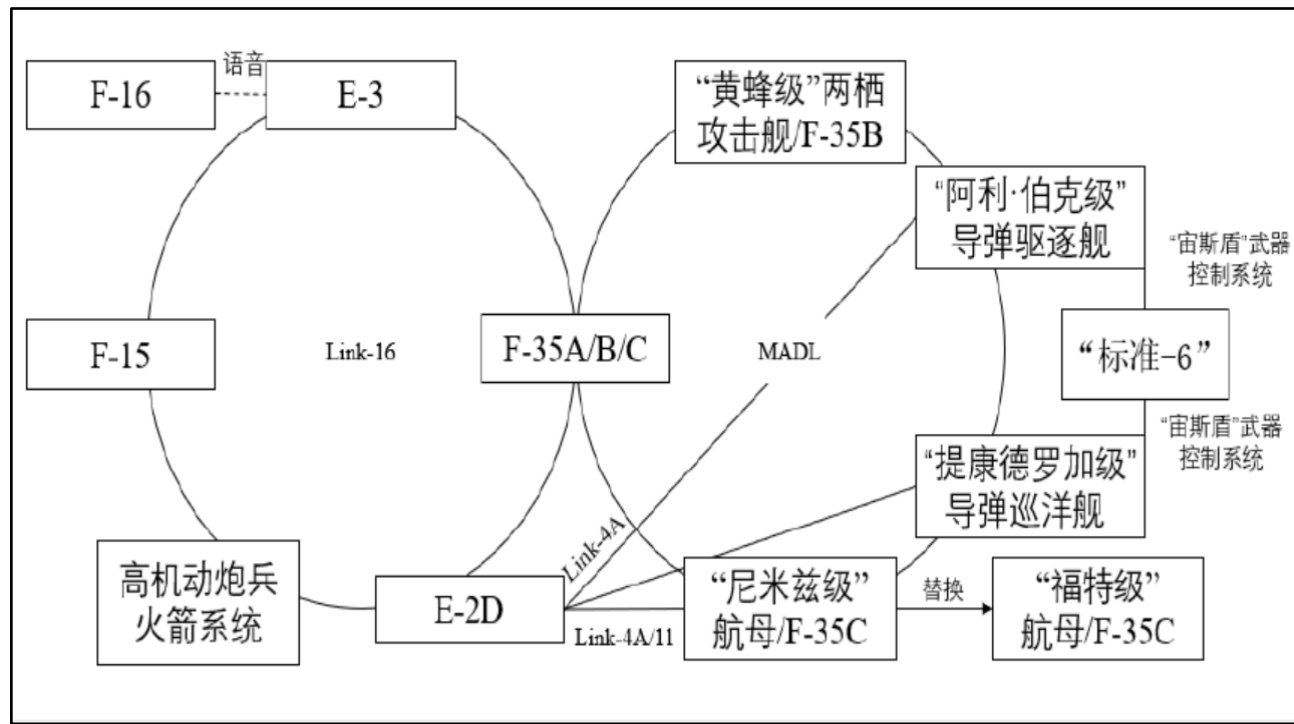 语音
F-16
E-3
“黄蜂级”两栖
攻击舰/F-35B
“阿利·伯克级”
导弹驱逐舰
“宙斯盾”武器
控制系统
F-15
Link-16
F-35A/B/C
MADL
“标准-6”
“宙斯盾”武器
控制系统
“提康德罗加级”
导弹巡洋舰
高机动炮兵
火箭系统
E-2D
Link-4A
Link-4A/11
“尼米兹级”
航母/F-35C
替换
“福特级”
航母/F-35C